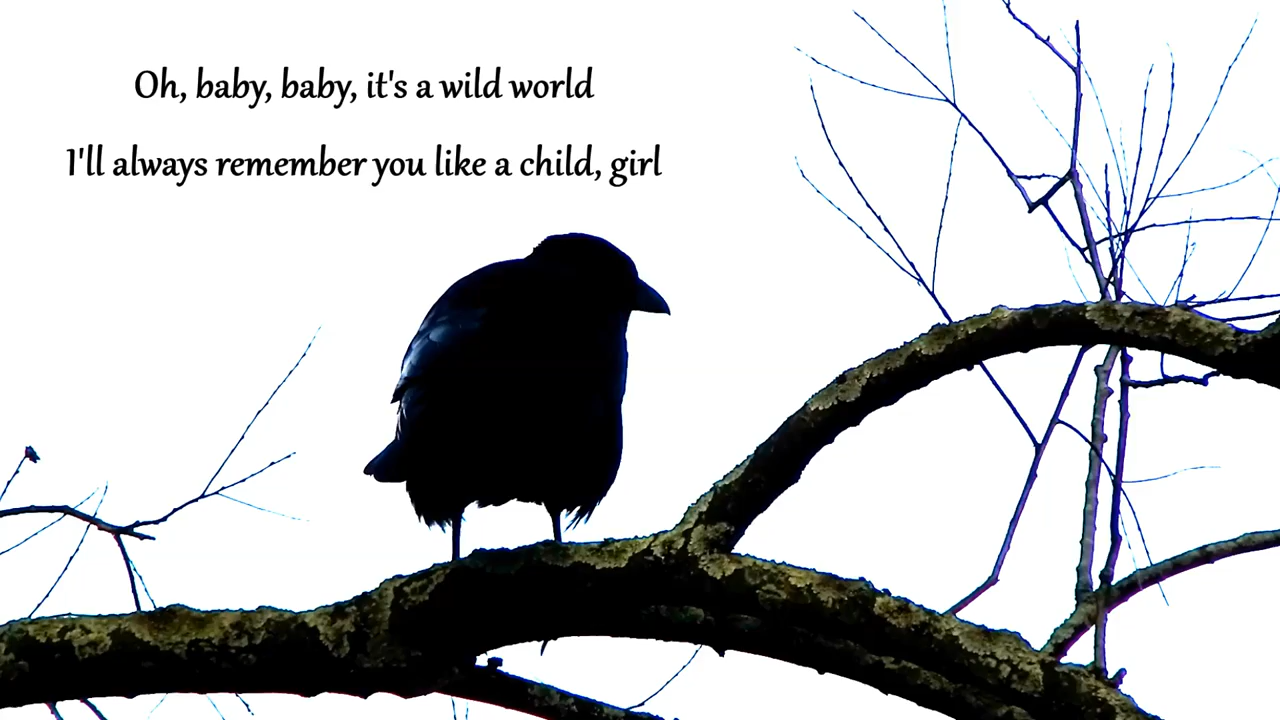 Oh, baby, baby, it's a wild world
I'll always remember you like a child, girl